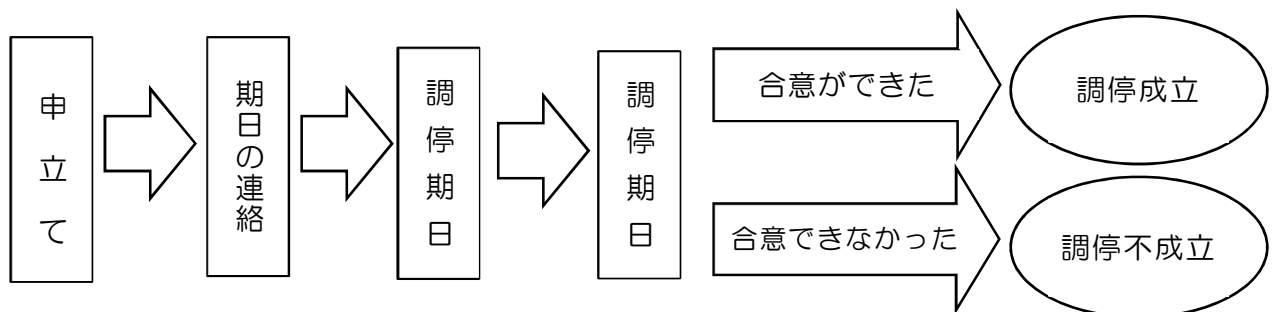 申立て
期日の連絡
調停期日
調停期日
合意ができた
調停成立
合意できなかった
調停不成立